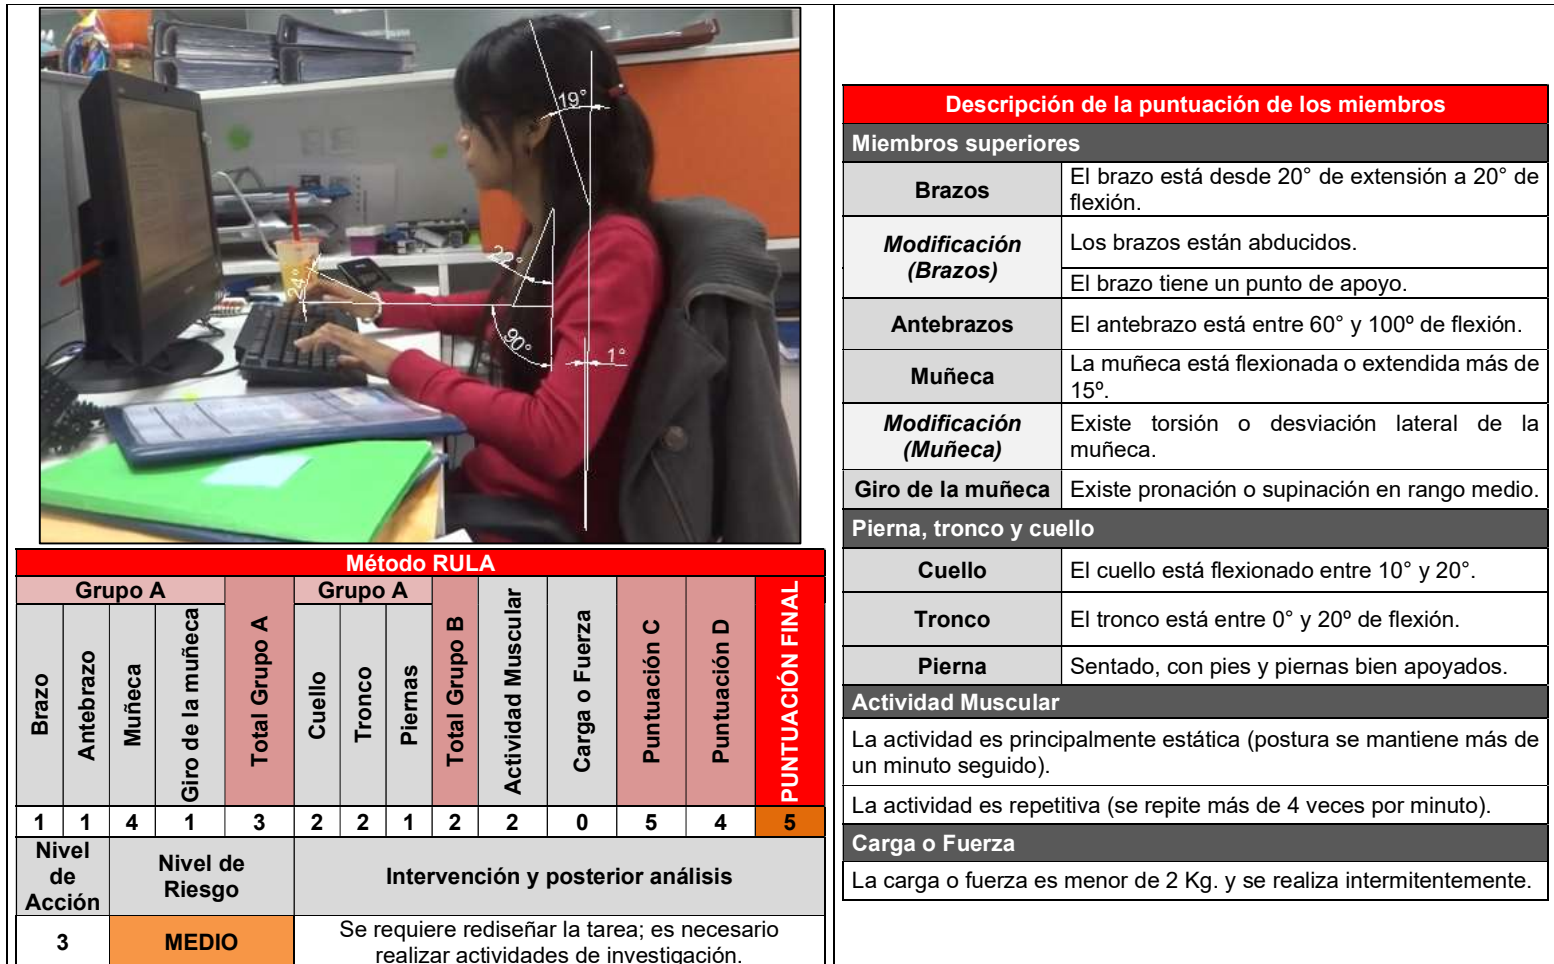 19°
22°
24°
90°
1°
Método RULA
Grupo A
Grupo A
Brazo
Antebrazo
Muñeca
Giro de la muñeca
Total Grupo A
Cuello
Tronco
Piernas
Total Grupo B
Actividad Muscular
Carga o Fuerza
Puntuación C
Puntuación D
PUNTUACIÓN FINAL
1 1 4 1 3 2 2 1 2 2 0 5 4 5
Nivel
de
Acción
Nivel de
Riesgo
Intervención y posterior análisis
3
MEDIO
Se requiere rediseñar la tarea; es necesario
realizar actividades de investigación.
Descripción de la puntuación de los miembros
Miembros superiores
Brazos
El brazo está desde 20° de extensión a 20° de
flexión.
Modificación
(Brazos)
Los brazos están abducidos.
El brazo tiene un punto de apoyo.
Antebrazos
El antebrazo está entre 60° y 100º de flexión.
Muñeca
La muñeca está flexionada o extendida más de
15º.
Modificación
(Muñeca)
Existe torsión o desviación lateral de la
muñeca.
Giro de la muñeca
Existe pronación o supinación en rango medio.
Pierna, tronco y cuello
Cuello
El cuello está flexionado entre 10° y 20°.
Tronco
El tronco está entre 0° y 20º de flexión.
Pierna
Sentado, con pies y piernas bien apoyados.
Actividad Muscular
La actividad es principalmente estática (postura se mantiene más de
un minuto seguido).
La actividad es repetitiva (se repite más de 4 veces por minuto).
Carga o Fuerza
La carga o fuerza es menor de 2 Kg. y se realiza intermitentemente.